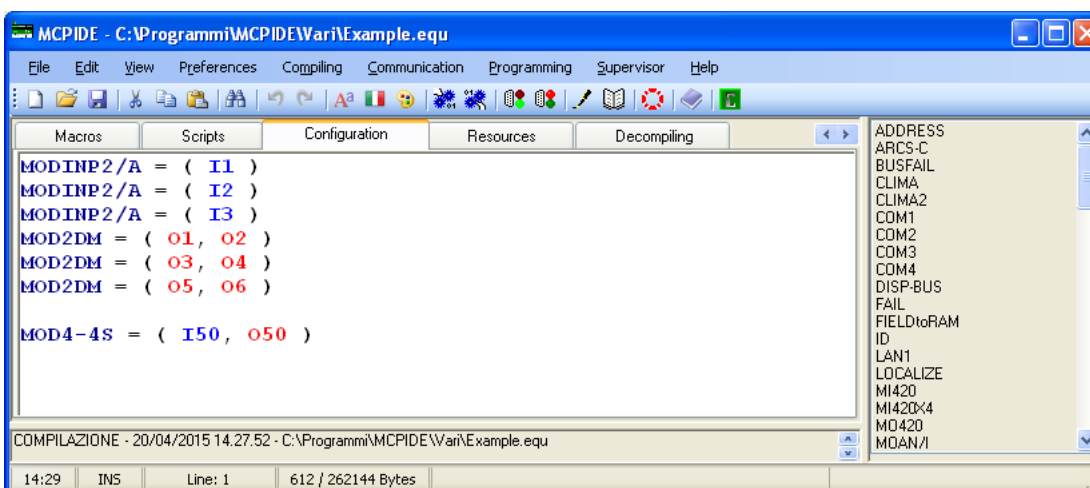 MCPIDE - C:\Programmi\MCPIDE\Vari\Example.equ
File Edit View Preferences Compiling Communication Programming Supervisor Help
Macros Scripts Configuration Resources Decompiling
MODINP2/A = ( I1 )
MODINP2/A = ( I2 )
MODINP2/A = ( I3 )
MOD2DM = ( O1, O2 )
MOD2DM = ( O3, O4 )
MOD2DM = ( O5, O6 )
MOD4-4S = ( I50, O50 )
ADDRESS
ARCS-C
BUSFAIL
CLIMA
CLIMA2
COM1
COM2
COM3
COM4
DISP-BUS
FAIL
FIELDtoRAM
ID
LAN1
LOCALIZE
MI420
MI420X4
MO420
MOAN/I
COMPILAZIONE - 20/04/2015 14.27.52 - C:\Programmi\MCPIDE\Vari\Example.equ
14:29 INS Line: 1 612 / 262144 Bytes